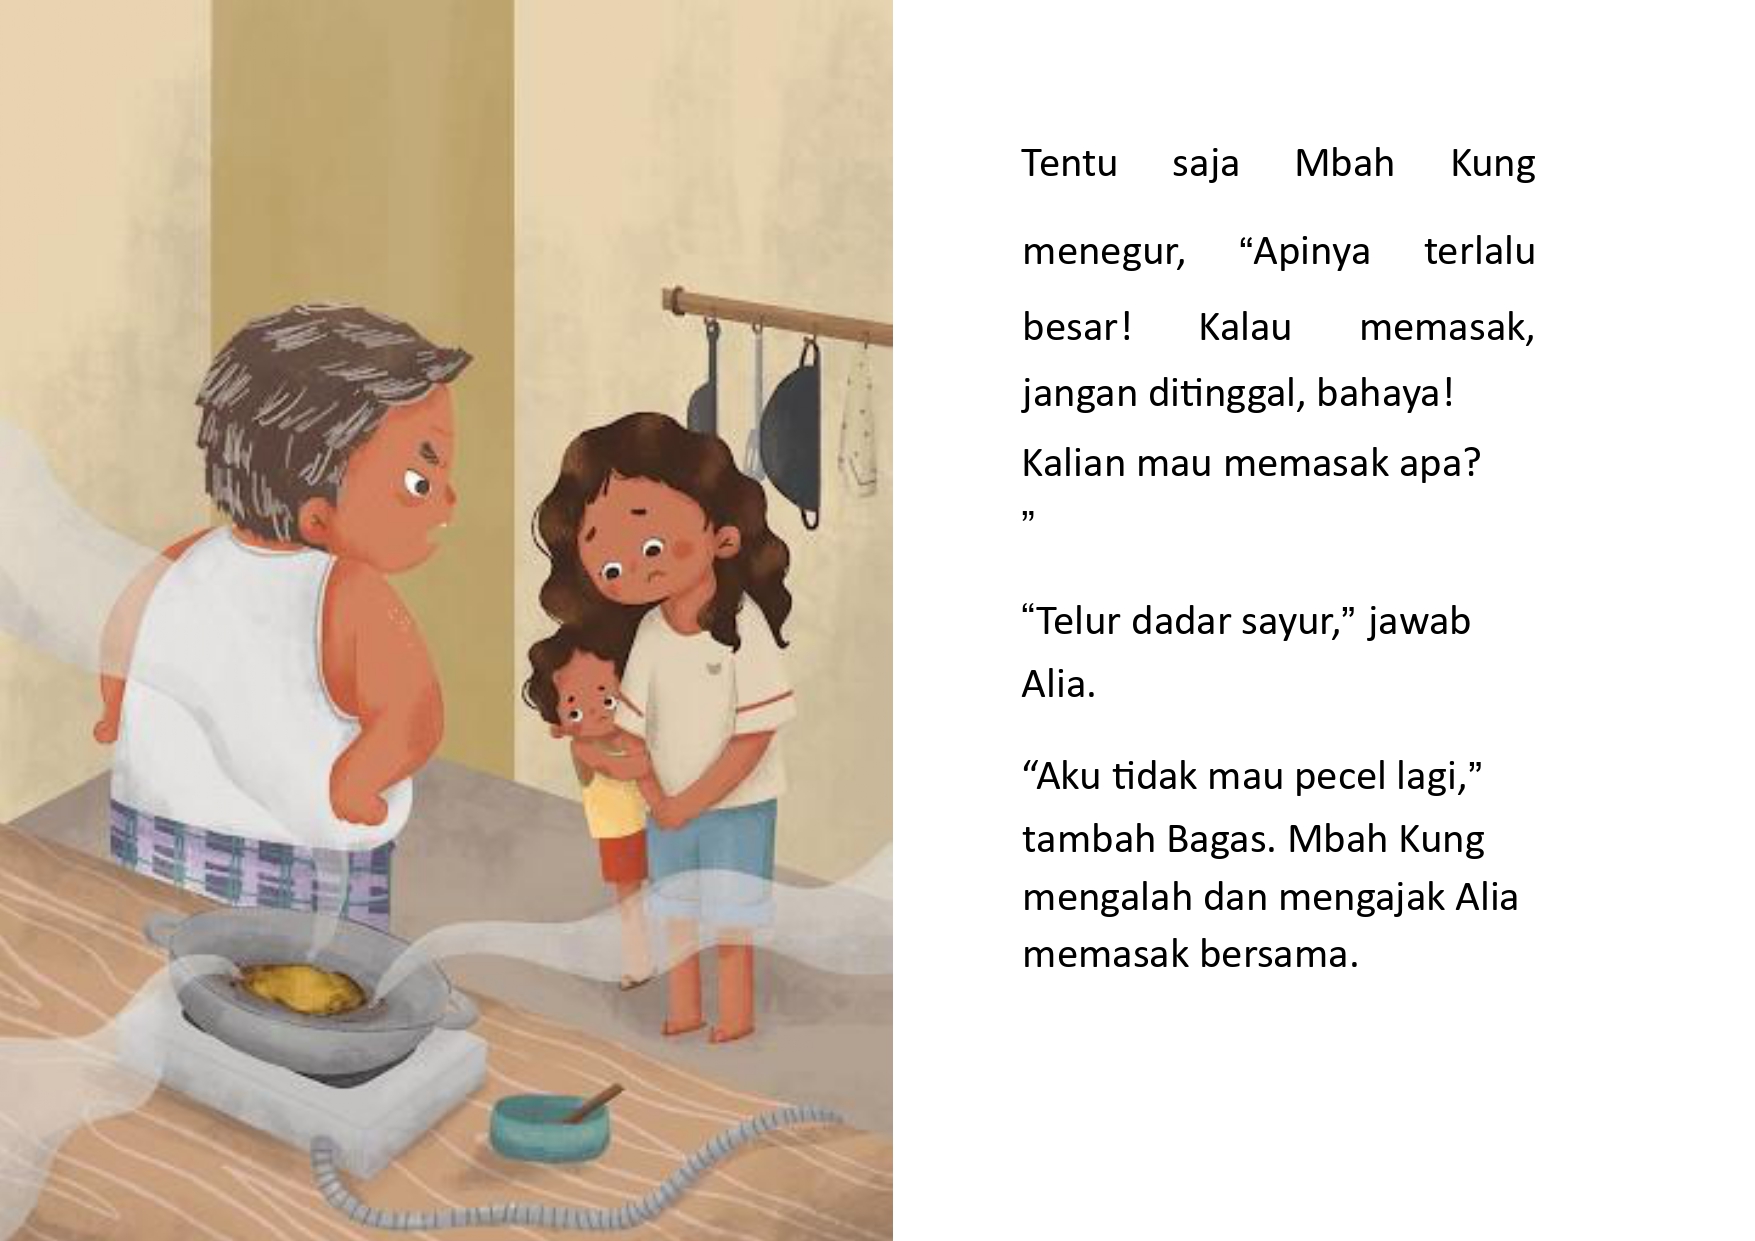 Tentu saja Mbah Kung
menegur, “Apinya terlalu
besar! Kalau memasak,
jangan ditinggal, bahaya!
Kalian mau memasak apa?
”
“Telur dadar sayur,” jawab
Alia.
“Aku tidak mau pecel lagi,”
tambah Bagas. Mbah Kung
mengalah dan mengajak Alia
memasak bersama.